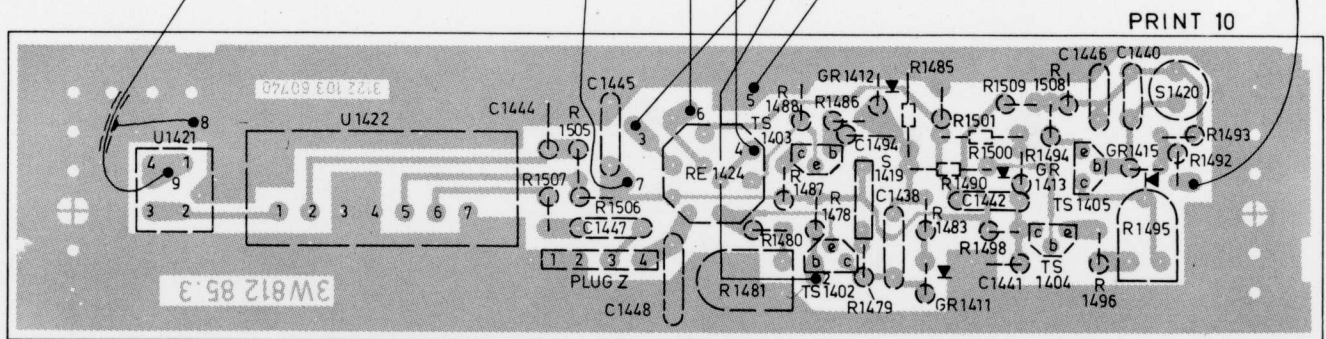 PRINT 10
3122 103 60740
C1444
R
1505
C1445
6
5
R
1488
TS
1403
R1486
GR1412
R1485
R1509
R
1508
C1446
C1440
S1420
8
U1421
4 1
9
3 2
U1422
1 2 3 4 5 6 7
3
4
RE 1424
7
c b
e
C1494
S
1419
R1501
R1500
R1494
GR
1413
TS1405
c b
e
GR1415
R1493
R1492
R1507
R1506
C1447
R
1487
R
1478
C1438
R1490
C1442
R
1483
R1498
R1495
R1480
1 2 3 4
PLUG Z
R1481
C1448
e
b c
2
TS1402
R1479
GR1411
C1441
c e
b
TS
1404
R
1496
3W812 85.3